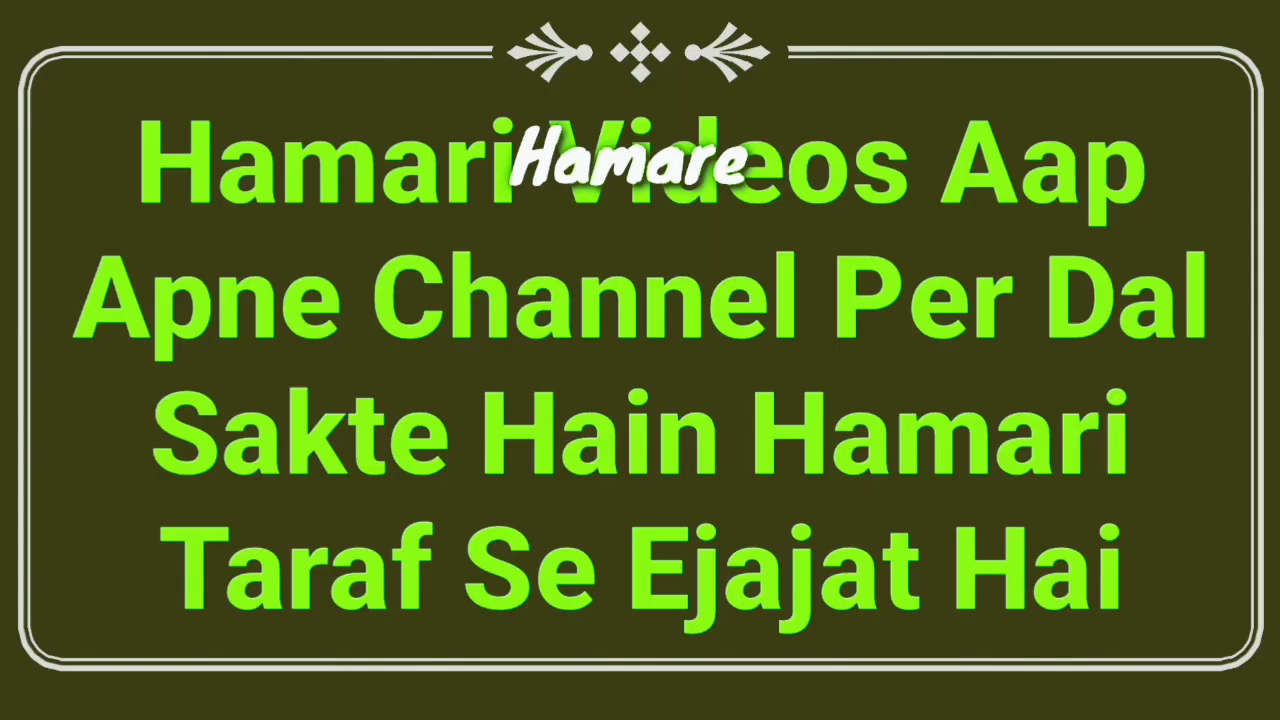 Hamari Videos Aap
Hamare
Apne Channel Per Dal
Sakte Hain Hamari
Taraf Se Ejajat Hai